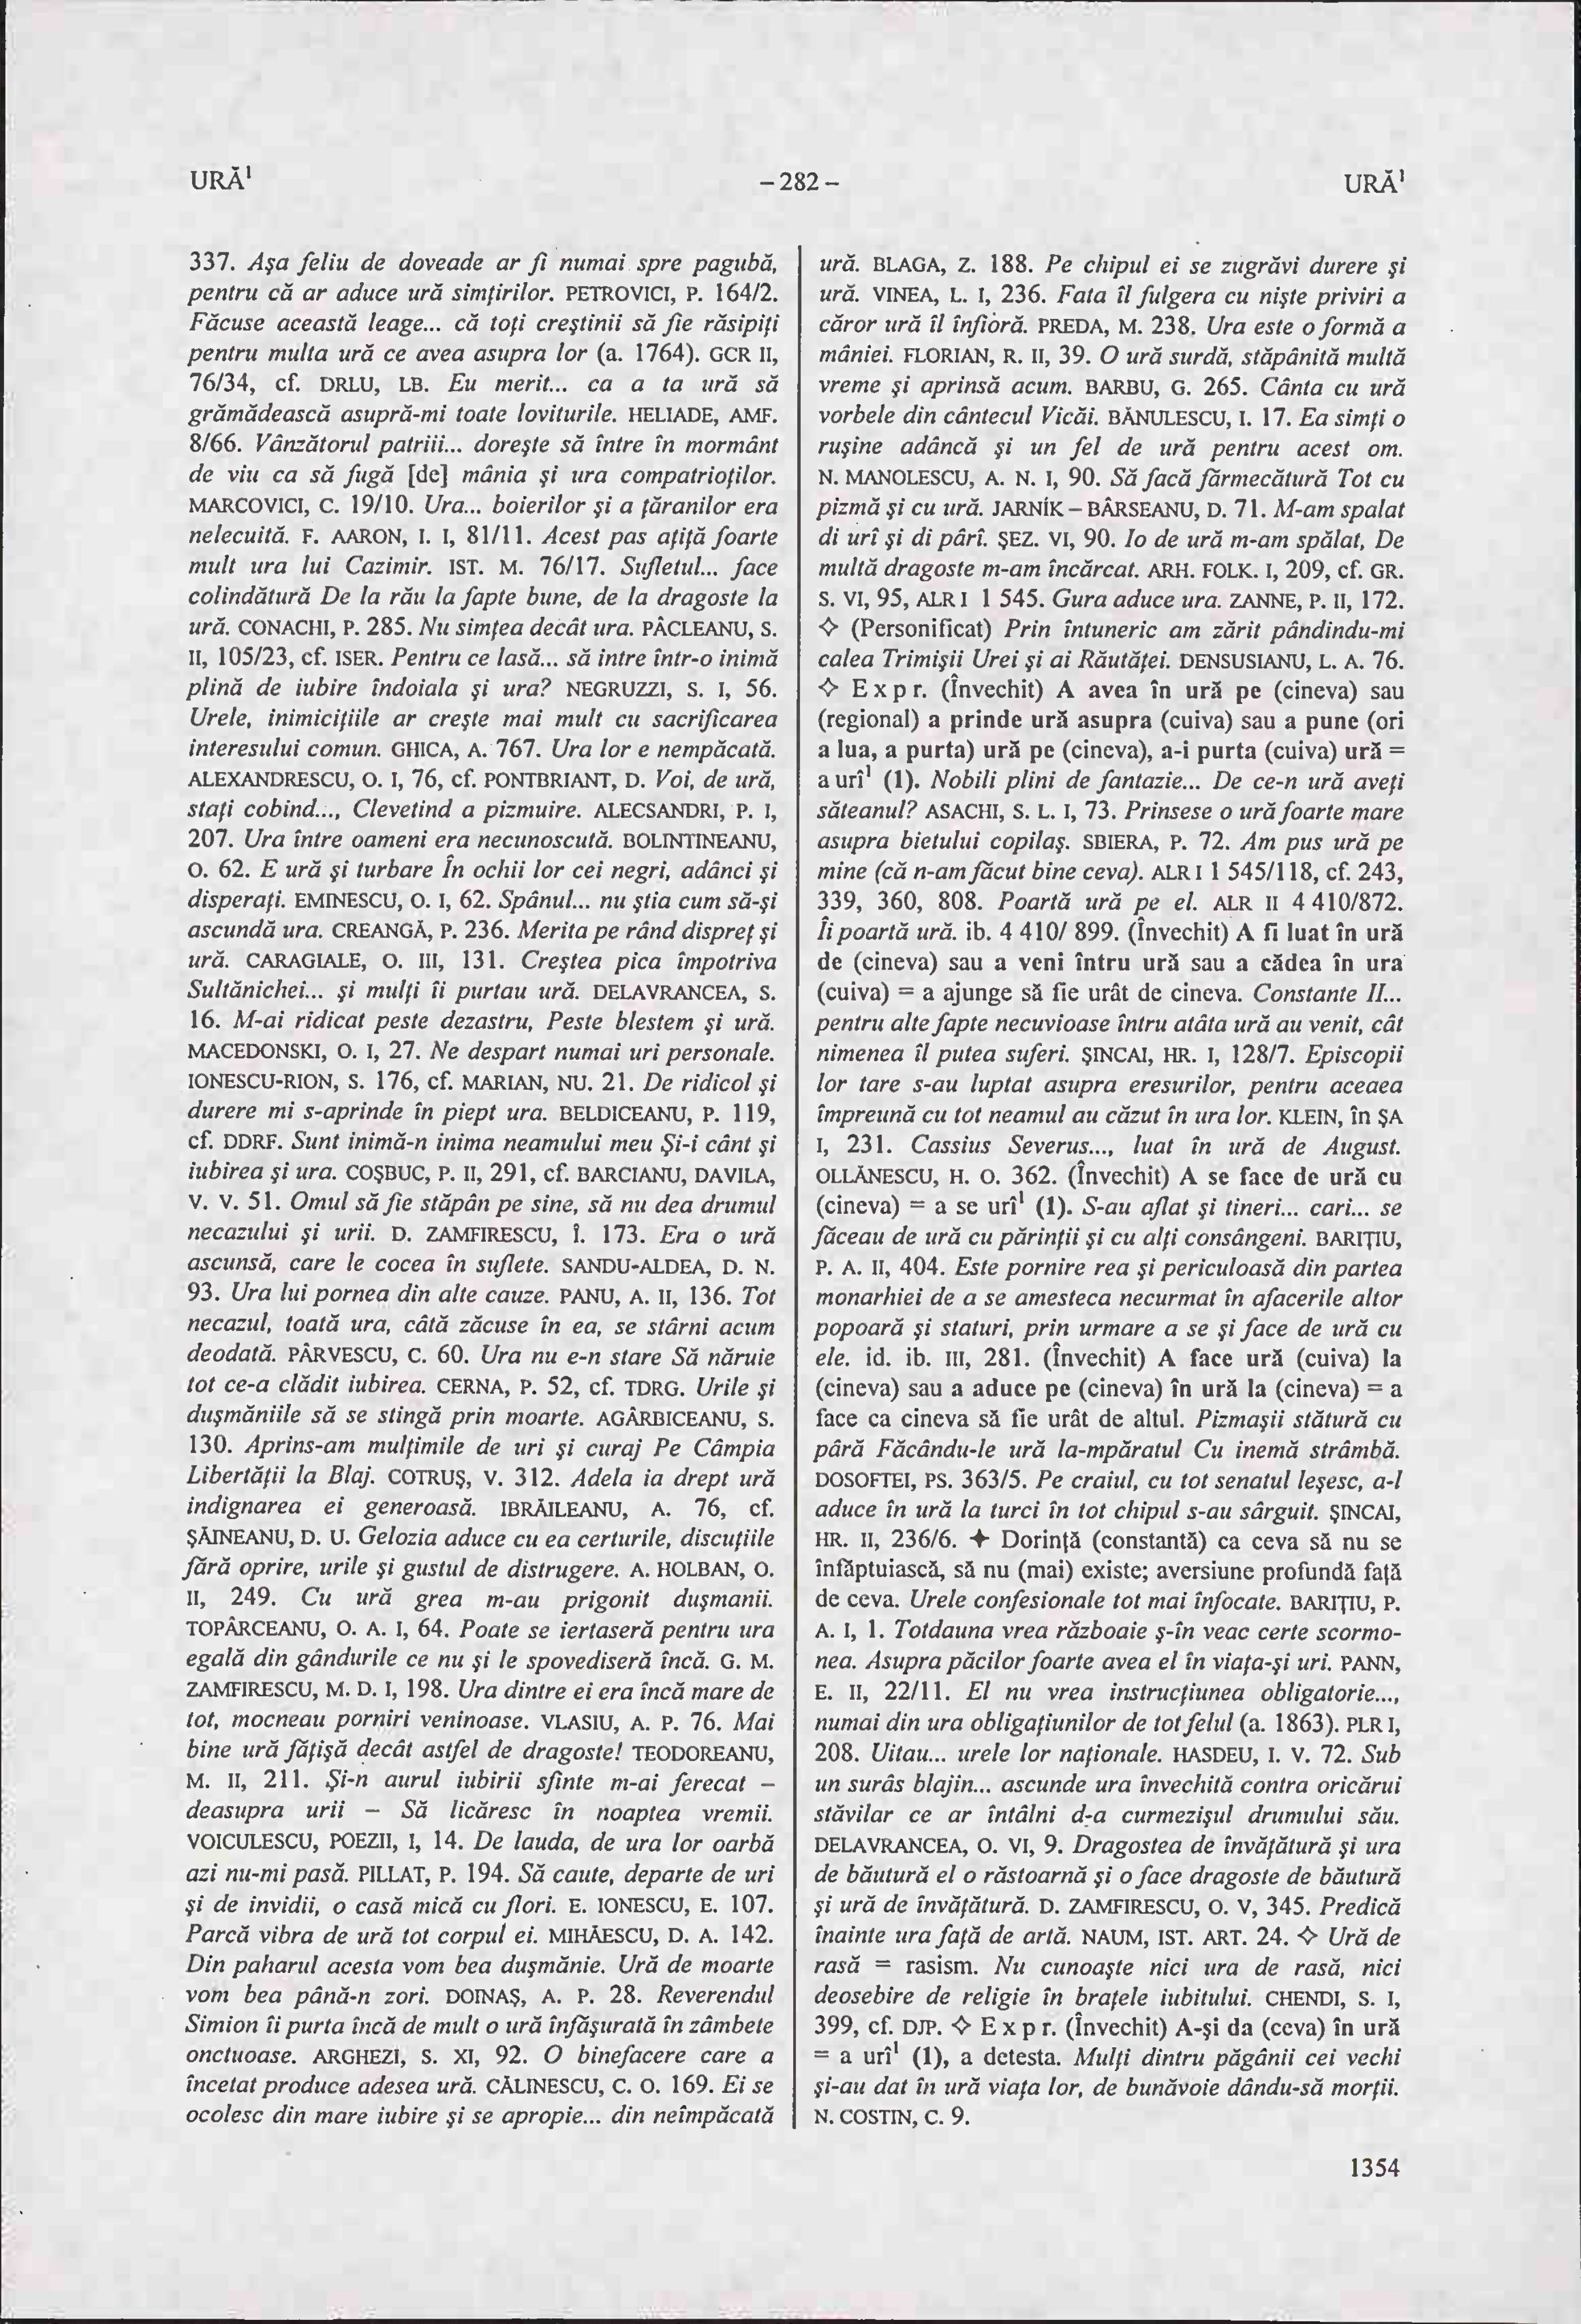 URĂ¹
– 282 –
URĂ¹
337. Aşa feliu de doveade ar fi numai spre pagubă,
pentru că ar aduce ură simţirilor. PETROVICI, P. 164/2.
Făcuse această leage... că toţi creştinii să fie răsipiţi
pentru multa ură ce avea asupra lor (a. 1764). GCR II,
76/34, cf. DRLU, LB. Eu merit... ca a ta ură să
grămădească asupră-mi toate loviturile. HELIADE, AMF.
8/66. Vânzătorul patriii... doreşte să între în mormânt
de viu ca să fugă [de] mânia şi ura compatrioţilor.
MARCOVICI, C. 19/10. Ura... boierilor şi a ţăranilor era
nelecuită. F. AARON, I. I, 81/11. Acest pas aţiţă foarte
mult ura lui Cazimir. IST. M. 76/17. Sufletul... face
colindătură De la rău la fapte bune, de la dragoste la
ură. CONACHI, P. 285. Nu simţea decât ura. PÂCLEANU, S.
II, 105/23, cf. ISER. Pentru ce lasă... să intre într-o inimă
plină de iubire îndoiala şi ura? NEGRUZZI, S. I, 56.
Urele, inimiciţiile ar creşte mai mult cu sacrificarea
interesului comun. GHICA, A. 767. Ura lor e nempăcată.
ALEXANDRESCU, O. I, 76, cf. PONTBRIANT, D. Voi, de ură,
staţi cobind..., Clevetind a pizmuire. ALECSANDRI, P. I,
207. Ura între oameni era necunoscută. BOLINTINEANU,
O. 62. E ură şi turbare În ochii lor cei negri, adânci şi
disperaţi. EMINESCU, O. I, 62. Spânul... nu ştia cum să-şi
ascundă ura. CREANGĂ, P. 236. Merita pe rând dispreţ şi
ură. CARAGIALE, O. III, 131. Creştea pica împotriva
Sultănichei... şi mulţi îi purtau ură. DELAVRANCEA, S.
16. M-ai ridicat peste dezastru, Peste blestem şi ură.
MACEDONSKI, O. I, 27. Ne despart numai uri personale.
IONESCU-RION, S. 176, cf. MARIAN, NU. 21. De ridicol şi
durere mi s-aprinde în piept ura. BELDICEANU, P. 119,
cf. DDRF. Sunt inimă-n inima neamului meu Şi-i cânt şi
iubirea şi ura. COŞBUC, P. II, 291, cf. BARCIANU, DAVILA,
V. V. 51. Omul să fie stăpân pe sine, să nu dea drumul
necazului şi urii. D. ZAMFIRESCU, Î. 173. Era o ură
ascunsă, care le cocea în suflete. SANDU-ALDEA, D. N.
93. Ura lui pornea din alte cauze. PANU, A. II, 136. Tot
necazul, toată ura, câtă zăcuse în ea, se stârni acum
deodată. PÂRVESCU, C. 60. Ura nu e-n stare Să năruie
tot ce-a clădit iubirea. CERNA, P. 52, cf. TDRG. Urile şi
duşmăniile să se stingă prin moarte. AGÂRBICEANU, S.
130. Aprins-am mulţimile de uri şi curaj Pe Câmpia
Libertăţii la Blaj. COTRUŞ, V. 312. Adela ia drept ură
indignarea ei generoasă. IBRĂILEANU, A. 76, cf.
ŞĂINEANU, D. U. Gelozia aduce cu ea certurile, discuţiile
fără oprire, urile şi gustul de distrugere. A. HOLBAN, O.
II, 249. Cu ură grea m-au prigonit duşmanii.
TOPÂRCEANU, O. A. I, 64. Poate se iertaseră pentru ura
egală din gândurile ce nu şi le spovediseră încă. G. M.
ZAMFIRESCU, M. D. I, 198. Ura dintre ei era încă mare de
tot, mocneau porniri veninoase. VLASIU, A. P. 76. Mai
bine ură făţişă decât astfel de dragoste! TEODOREANU,
M. II, 211. Şi-n aurul iubirii sfinte m-ai ferecat –
deasupra urii – Să licăresc în noaptea vremii.
VOICULESCU, POEZII, I, 14. De lauda, de ura lor oarbă
azi nu-mi pasă. PILLAT, P. 194. Să caute, departe de uri
şi de invidii, o casă mică cu flori. E. IONESCU, E. 107.
Parcă vibra de ură tot corpul ei. MIHĂESCU, D. A. 142.
Din paharul acesta vom bea duşmănie. Ură de moarte
vom bea până-n zori. DOINAŞ, A. P. 28. Reverendul
Simion îi purta încă de mult o ură înfăşurată în zâmbete
onctuoase. ARGHEZI, S. XI, 92. O binefacere care a
încetat produce adesea ură. CĂLINESCU, C. O. 169. Ei se
ocolesc din mare iubire şi se apropie... din neîmpăcată
ură. BLAGA, Z. 188. Pe chipul ei se zugrăvi durere şi
ură. VINEA, L. I, 236. Fata îl fulgera cu nişte priviri a
căror ură îl înfioră. PREDA, M. 238. Ura este o formă a
mâniei. FLORIAN, R. II, 39. O ură surdă, stăpânită multă
vreme şi aprinsă acum. BARBU, G. 265. Cânta cu ură
vorbele din cântecul Vicăi. BĂNULESCU, I. 17. Ea simţi o
ruşine adâncă şi un fel de ură pentru acest om.
N. MANOLESCU, A. N. I, 90. Să facă fărmecătură Tot cu
pizmă şi cu ură. JARNÍK – BÂRSEANU, D. 71. M-am spalat
di urî şi di pârî. ŞEZ. VI, 90. Io de ură m-am spălat, De
multă dragoste m-am încărcat. ARH. FOLK. I, 209, cf. GR.
S. VI, 95, ALR I 1 545. Gura aduce ura. ZANNE, P. II, 172.
✧ (Personificat) Prin întuneric am zărit pândindu-mi
calea Trimişii Urei şi ai Răutăţei. DENSUSIANU, L. A. 76.
✧ Expr. (Învechit) A avea în ură pe (cineva) sau
(regional) a prinde ură asupra (cuiva) sau a pune (ori
a lua, a purta) ură pe (cineva), a-i purta (cuiva) ură =
a urî¹ (1). Nobili plini de fantazie... De ce-n ură aveţi
săteanul? ASACHI, S. L. I, 73. Prinsese o ură foarte mare
asupra bietului copilaş. SBIERA, P. 72. Am pus ură pe
mine (că n-am făcut bine ceva). ALR I 1 545/118, cf. 243,
339, 360, 808. Poartă ură pe el. ALR II 4 410/872.
Îi poartă ură. ib. 4 410/ 899. (Învechit) A fi luat în ură
de (cineva) sau a veni întru ură sau a cădea în ura
(cuiva) = a ajunge să fie urât de cineva. Constante II...
pentru alte fapte necuvioase întru atâta ură au venit, cât
nimenea îl putea suferi. ŞINCAI, HR. I, 128/7. Episcopii
lor tare s-au luptat asupra eresurilor, pentru aceaea
împreună cu tot neamul au căzut în ura lor. KLEIN, în ŞA
I, 231. Cassius Severus..., luat în ură de August.
OLLĂNESCU, H. O. 362. (Învechit) A se face de ură cu
(cineva) = a se urî¹ (1). S-au aflat şi tineri... cari... se
făceau de ură cu părinţii şi cu alţi consângeni. BARIŢIU,
P. A. II, 404. Este pornire rea şi periculoasă din partea
monarhiei de a se amesteca necurmat în afacerile altor
popoară şi staturi, prin urmare a se şi face de ură cu
ele. id. ib. III, 281. (Învechit) A face ură (cuiva) la
(cineva) sau a aduce pe (cineva) în ură la (cineva) = a
face ca cineva să fie urât de altul. Pizmaşii stătură cu
pâră Făcându-le ură la-mpăratul Cu inemă strâmbă.
DOSOFTEI, PS. 363/5. Pe craiul, cu tot senatul leşesc, a-l
aduce în ură la turci în tot chipul s-au sârguit. ŞINCAI,
HR. II, 236/6. ✦ Dorinţă (constantă) ca ceva să nu se
înfăptuiască, să nu (mai) existe; aversiune profundă faţă
de ceva. Urele confesionale tot mai înfocate. BARIŢIU, P.
A. I, 1. Totdauna vrea războaie ş-în veac certe scormo-
nea. Asupra păcilor foarte avea el în viaţa-şi uri. PANN,
E. II, 22/11. El nu vrea instrucţiunea obligatorie...,
numai din ura obligaţiunilor de tot felul (a. 1863). PLR I,
208. Uitau... urele lor naţionale. HASDEU, I. V. 72. Sub
un surâs blajin... ascunde ura învechită contra oricărui
stăvilar ce ar întâlni d-a curmezişul drumului său.
DELAVRANCEA, O. VI, 9. Dragostea de învăţătură şi ura
de băutură el o răstoarnă şi o face dragoste de băutură
şi ură de învăţătură. D. ZAMFIRESCU, O. V, 345. Predică
înainte ura faţă de artă. NAUM, IST. ART. 24. ✧ Ură de
rasă = rasism. Nu cunoaşte nici ura de rasă, nici
deosebire de religie în braţele iubitului. CHENDI, S. I,
399, cf. DJP. ✧ Expr. (Învechit) A-şi da (ceva) în ură
= a urî¹ (1), a detesta. Mulţi dintru păgânii cei vechi
şi-au dat în ură viaţa lor, de bunăvoie dându-să morţii.
N. COSTIN, C. 9.
1354